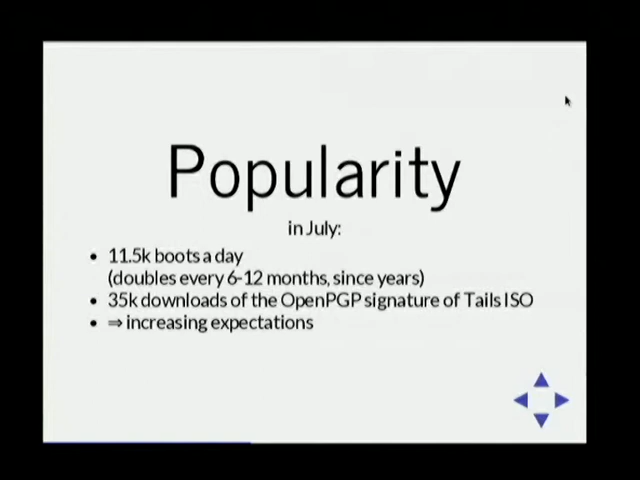 Popularity
in July:
• 11.5k boots a day
(doubles every 6-12 months, since years)
• 35k downloads of the OpenPGP signature of Tails ISO
• ⇒ increasing expectations